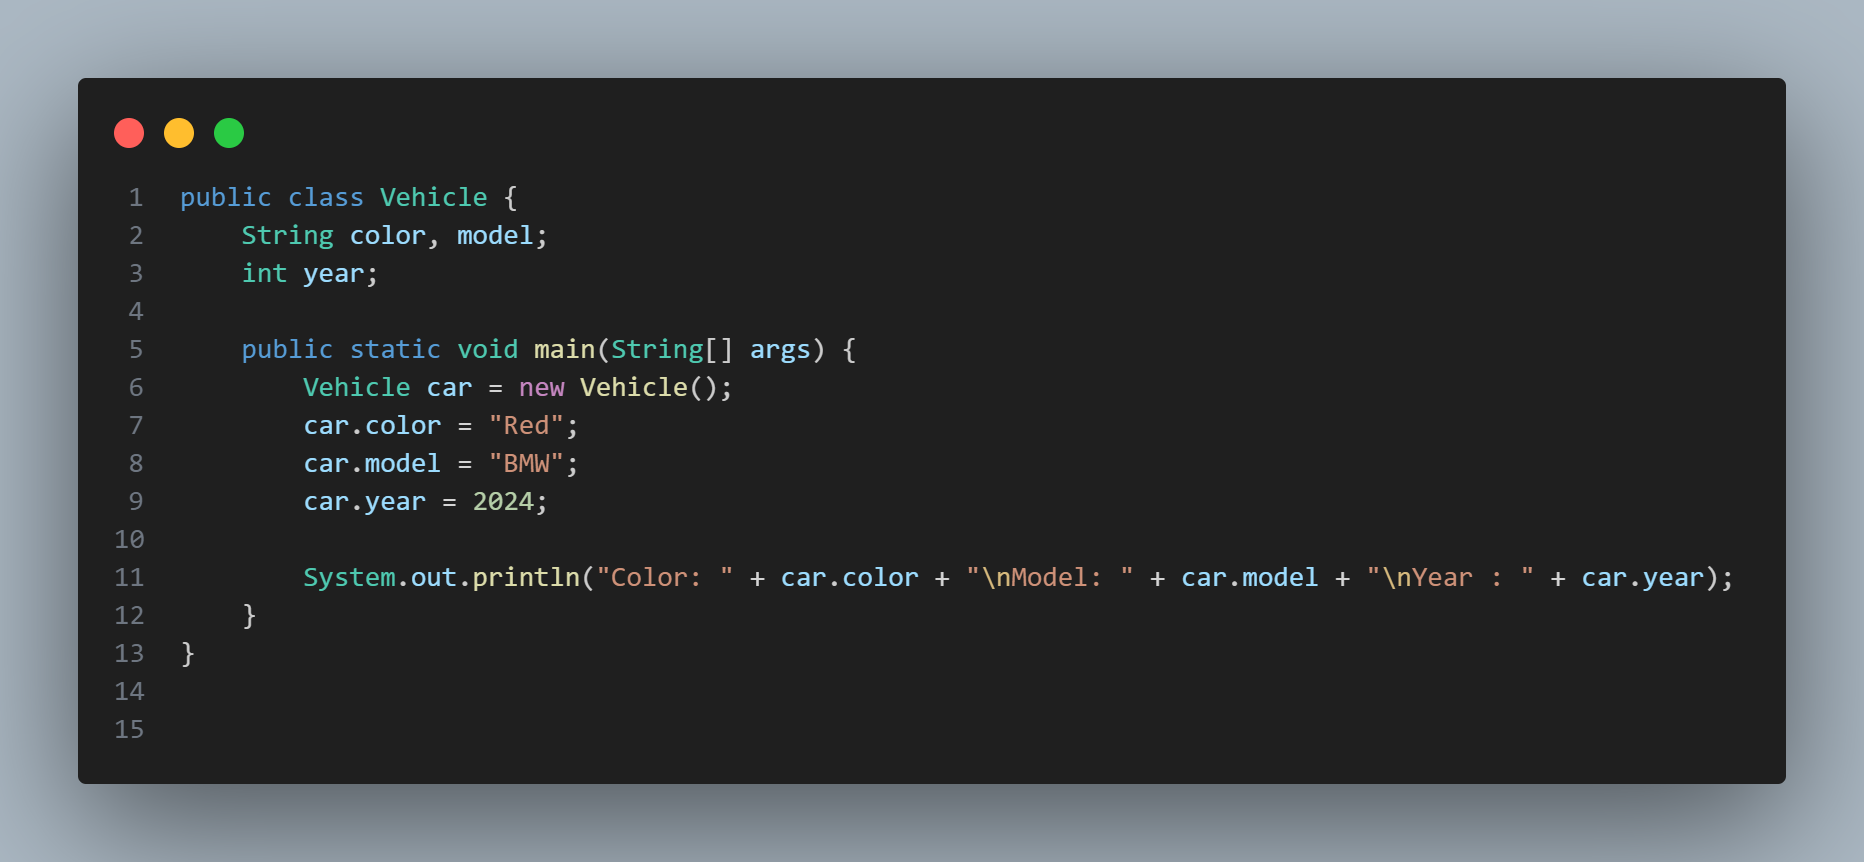 1 public class Vehicle {
2     String color, model;
3     int year;
4
5     public static void main(String[] args) {
6         Vehicle car = new Vehicle();
7         car.color = "Red";
8         car.model = "BMW";
9         car.year = 2024;
10
11         System.out.println("Color: " + car.color + "\nModel: " + car.model + "\nYear : " + car.year);
12     }
13 }
14
15